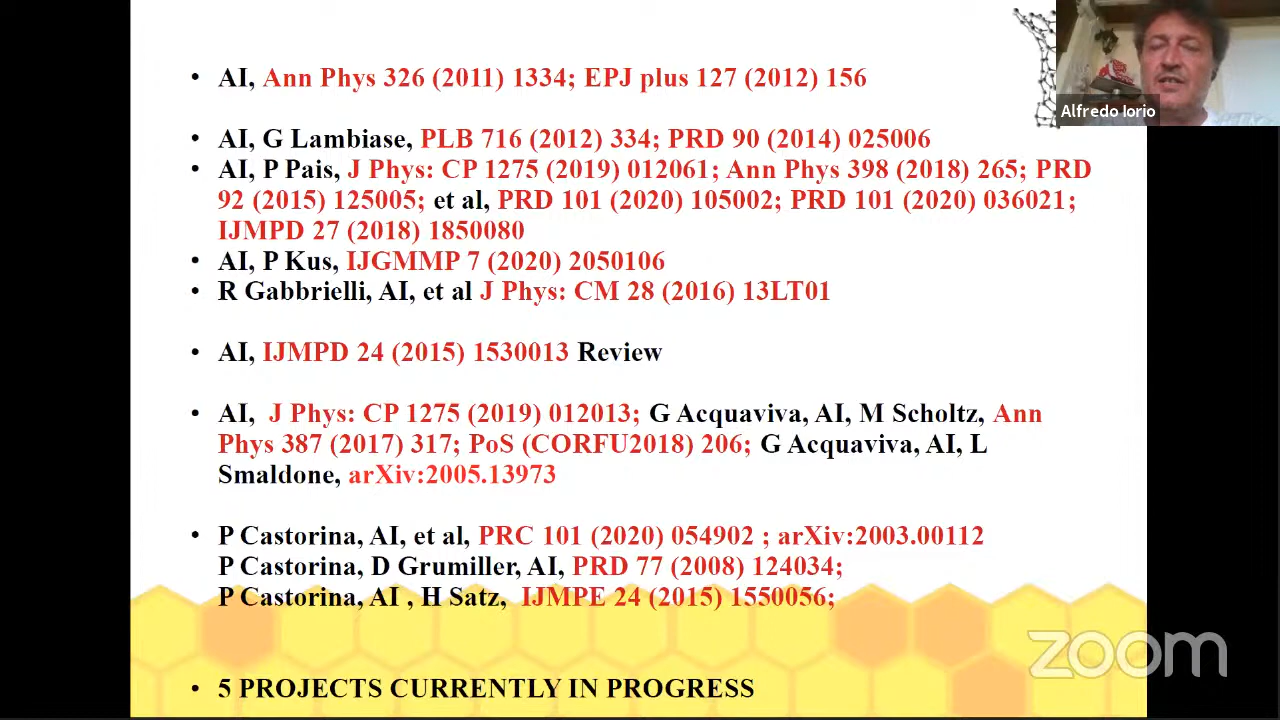 • AI, Ann Phys 326 (2011) 1334; EPJ plus 127 (2012) 156
Alfredo Iorio
• AI, G Lambiase, PLB 716 (2012) 334; PRD 90 (2014) 025006
• AI, P Pais, J Phys: CP 1275 (2019) 012061; Ann Phys 398 (2018) 265; PRD
92 (2015) 125005; et al, PRD 101 (2020) 105002; PRD 101 (2020) 036021;
IJMPD 27 (2018) 1850080
• AI, P Kus, IJGMMP 7 (2020) 2050106
• R Gabbrielli, AI, et al J Phys: CM 28 (2016) 13LT01
• AI, IJMPD 24 (2015) 1530013 Review
• AI, J Phys: CP 1275 (2019) 012013; G Acquaviva, AI, M Scholtz, Ann
Phys 387 (2017) 317; PoS (CORFU2018) 206; G Acquaviva, AI, L
Smaldone, arXiv:2005.13973
• P Castorina, AI, et al, PRC 101 (2020) 054902 ; arXiv:2003.00112
P Castorina, D Grumiller, AI, PRD 77 (2008) 124034;
P Castorina, AI , H Satz, IJMPE 24 (2015) 1550056;
zoom
• 5 PROJECTS CURRENTLY IN PROGRESS